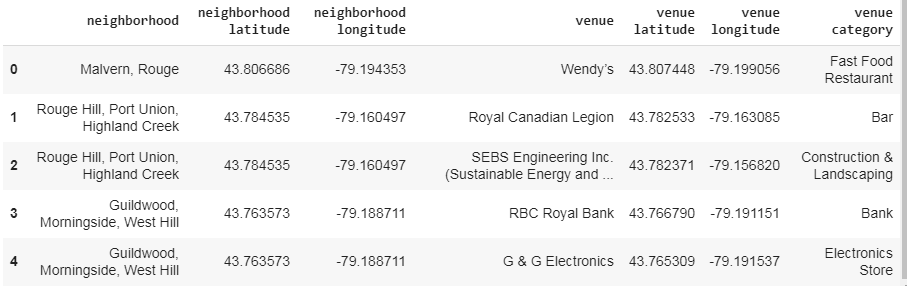 neighborhood neighborhood latitude neighborhood longitude venue venue latitude venue longitude venue category
0 Malvern, Rouge 43.806686 -79.194353 Wendy’s 43.807448 -79.199056 Fast Food Restaurant
1 Rouge Hill, Port Union, Highland Creek 43.784535 -79.160497 Royal Canadian Legion 43.782533 -79.163085 Bar
2 Rouge Hill, Port Union, Highland Creek 43.784535 -79.160497 SEBS Engineering Inc. (Sustainable Energy and ... 43.782371 -79.156820 Construction & Landscaping
3 Guildwood, Morningside, West Hill 43.763573 -79.188711 RBC Royal Bank 43.766790 -79.191151 Bank
4 Guildwood, Morningside, West Hill 43.763573 -79.188711 G & G Electronics 43.765309 -79.191537 Electronics Store